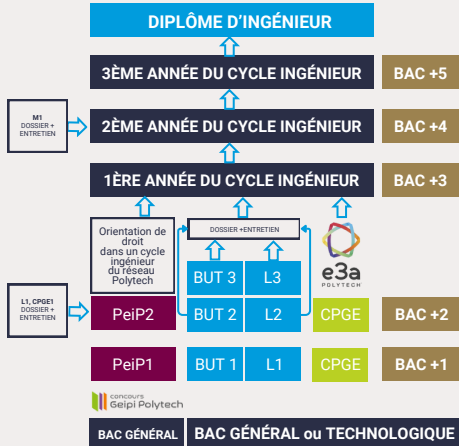 DIPLÔME D'INGÉNIEUR
3ÈME ANNÉE DU CYCLE INGÉNIEUR
BAC +5
M1
DOSSIER +
ENTRETIEN
2ÈME ANNÉE DU CYCLE INGÉNIEUR
BAC +4
1ÈRE ANNÉE DU CYCLE INGÉNIEUR
BAC +3
Orientation de
droit
dans un cycle
ingénieur
du réseau
Polytech
DOSSIER +ENTRETIEN
e3a
POLYTECH
BUT 3
L3
L1, CPGE1
DOSSIER +
ENTRETIEN
PeiP2
BUT 2
L2
CPGE
BAC +2
PeiP1
BUT 1
L1
CPGE
BAC +1
concours
Geipi Polytech
BAC GÉNÉRAL
BAC GÉNÉRAL ou TECHNOLOGIQUE